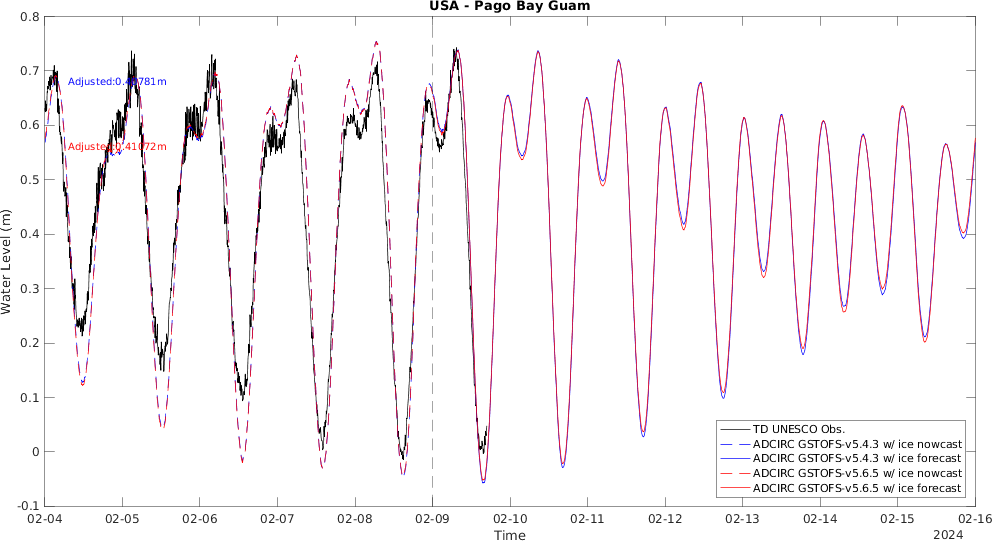 USA - Pago Bay Guam
Water Level (m)
0.8
0.7
0.6
0.5
0.4
0.3
0.2
0.1
0
-0.1
Adjusted:0.40781m
Adjusted:0.41072m
TD UNESCO Obs.
ADCIRC GSTOFS-v5.4.3 w/ ice nowcast
ADCIRC GSTOFS-v5.4.3 w/ ice forecast
ADCIRC GSTOFS-v5.6.5 w/ ice nowcast
ADCIRC GSTOFS-v5.6.5 w/ ice forecast
02-04 02-05 02-06 02-07 02-08 02-09 02-10 02-11 02-12 02-13 02-14 02-15 02-16
Time
2024